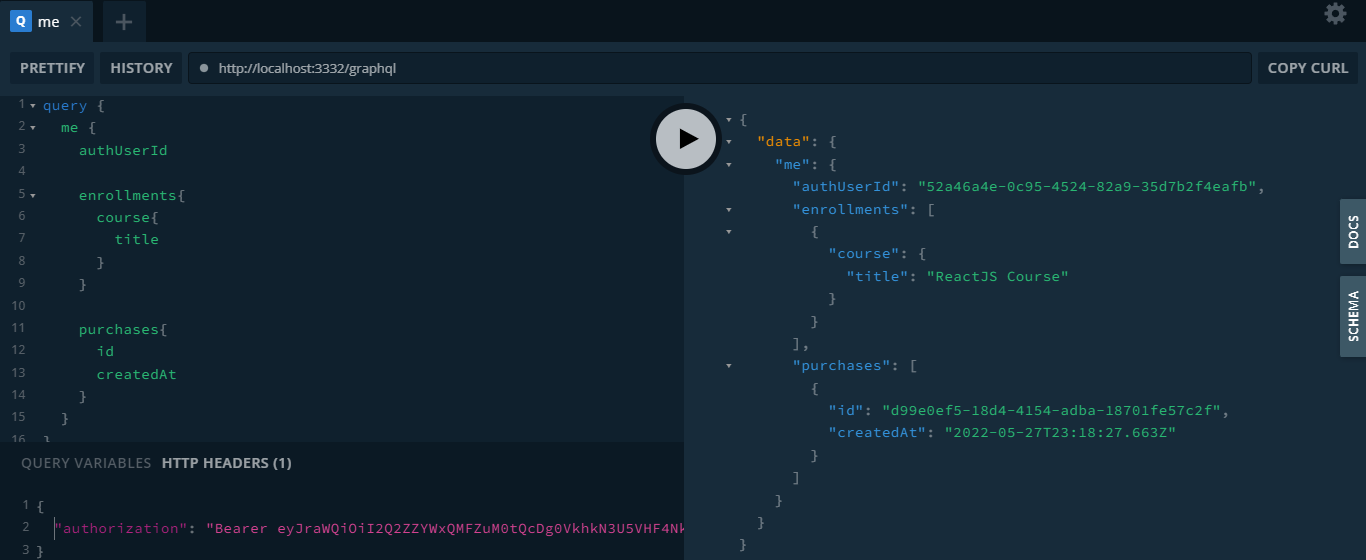 Q me
PRETTIFY HISTORY http://localhost:3332/graphql COPY CURL
1 query {
2 me {
3 authUserId
4
5 enrollments{
6 course{
7 title
8 }
9 }
10
11 purchases{
12 id
13 createdAt
14 }
15 }
16 }
QUERY VARIABLES HTTP HEADERS (1)
1 {
2 "authorization": "Bearer eyJraWQiOiI2Q2ZZYWxQMFZuM0tQcDg0VkhkN3U5VHF4Nk
3 }
{
"data": {
"me": {
"authUserId": "52a46a4e-0c95-4524-82a9-35d7b2f4eafb",
"enrollments": [
{
"course": {
"title": "ReactJS Course"
}
}
],
"purchases": [
{
"id": "d99e0ef5-18d4-4154-adba-18701fe57c2f",
"createdAt": "2022-05-27T23:18:27.663Z"
}
]
}
}
}
DOCS
SCHEMA